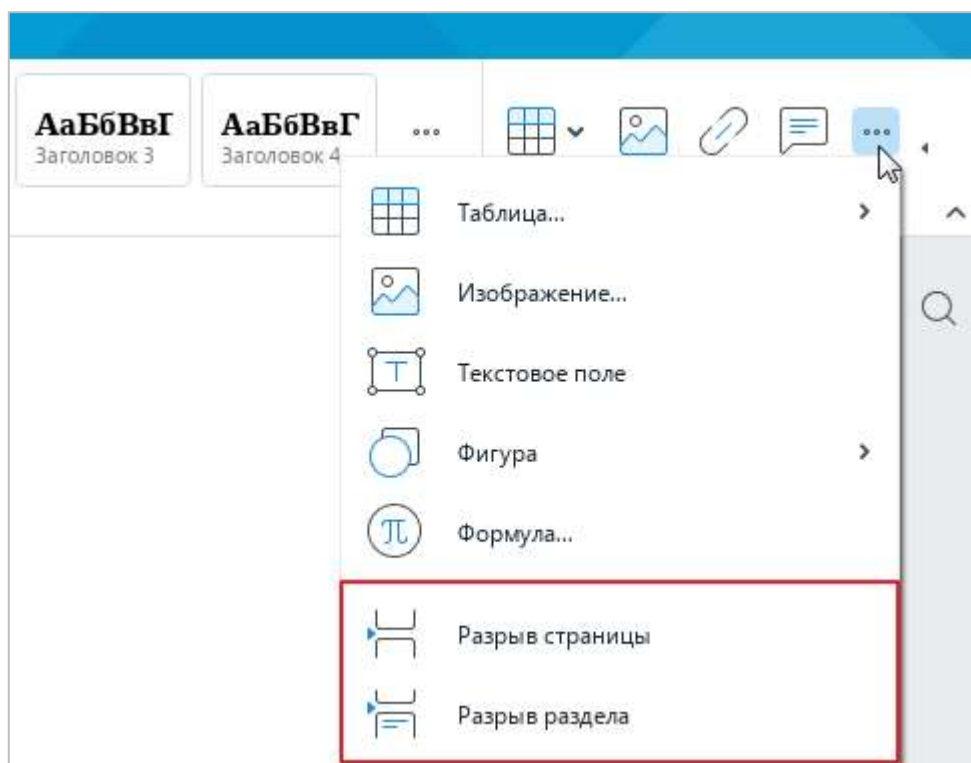 АаБбВвГ АаБбВвГ
Заголовок 3 Заголовок 4
Таблица...
Изображение...
Текстовое поле
Фигура
Формула...
Разрыв страницы
Разрыв раздела